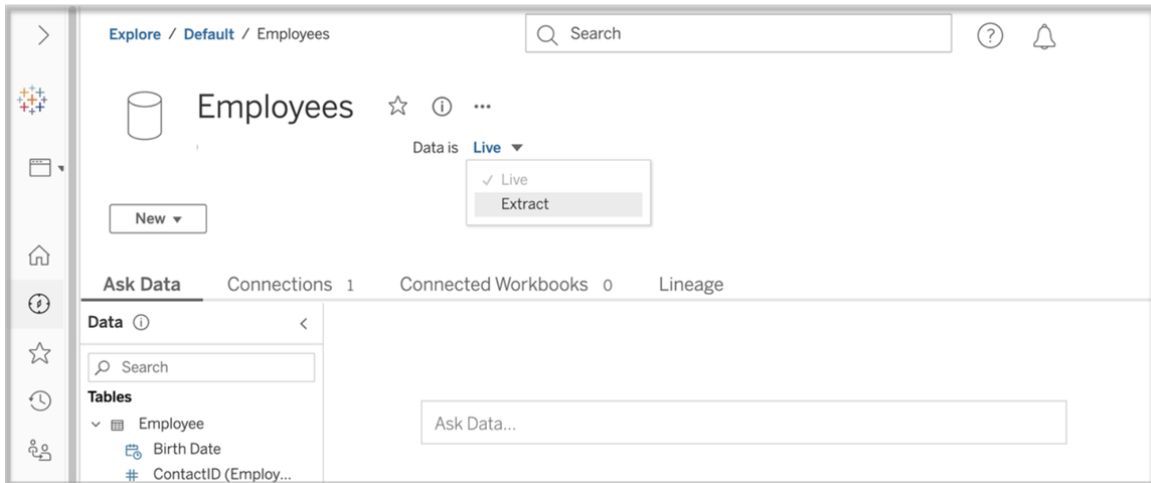 Explore / Default / Employees
Search
Employees
Data is Live
Live
Extract
New
Ask Data
Connections 1
Connected Workbooks 0
Lineage
Data
Search
Tables
Employee
Birth Date
ContactID (Employ...
Ask Data...